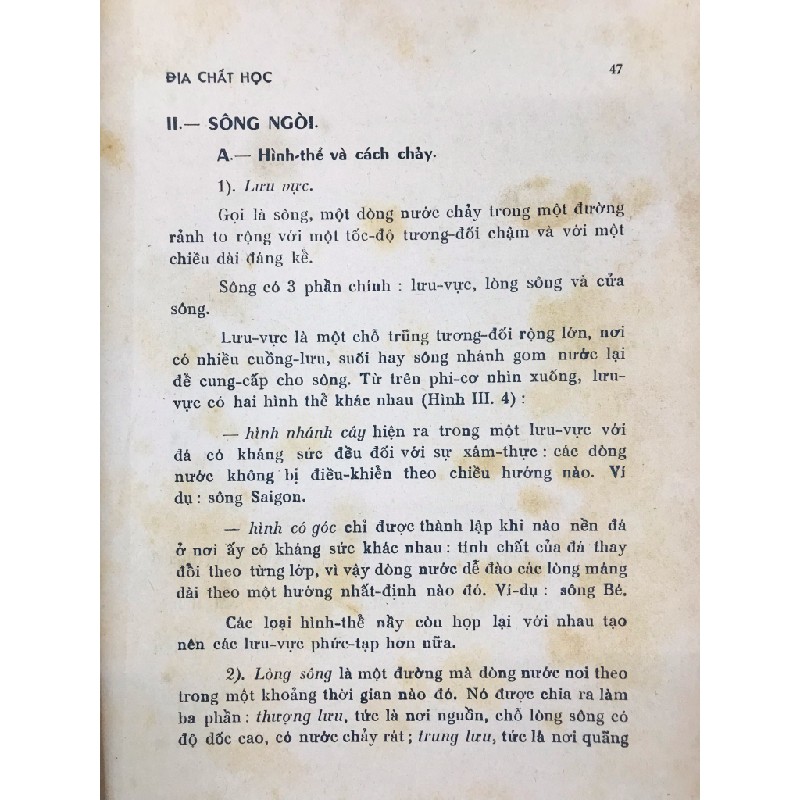 ĐỊA CHẤT HỌC
47
II.— SÔNG NGÒI.
A.— Hình-thể và cách chảy.
1). Lưu vực.
Gọi là sông, một dòng nước chảy trong một đường
rảnh to rộng với một tốc-độ tương-đối chậm và với một
chiều dài đáng kể.
Sông có 3 phần chính : lưu-vực, lòng sông và cửa
sông.
Lưu-vực là một chỗ trũng tương-đối rộng lớn, nơi
có nhiều cuồng-lưu, suối hay sông nhánh gom nước lại
để cung-cấp cho sông. Từ trên phi-cơ nhìn xuống, lưu-
vực có hai hình thể khác nhau (Hình III. 4) :
— hình nhánh cây hiện ra trong một lưu-vực với
đá có kháng sức đều đối với sự xâm-thực : các dòng
nước không bị điều-khiển theo chiều hướng nào. Ví
dụ : sông Saigon.
— hình có góc chỉ được thành lập khi nào nền đá
ở nơi ấy có kháng sức khác nhau : tính chất của đá thay
đổi theo từng lớp, vì vậy dòng nước dễ đào các lòng máng
dài theo một hướng nhất-định nào đó. Ví-dụ : sông Bé.
Các loại hình-thể nầy còn họp lại với nhau tạo
nên các lưu-vực phức-tạp hơn nữa.
2). Lòng sông là một đường mà dòng nước noi theo
trong một khoảng thời gian nào đó. Nó được chia ra làm
ba phần : thượng lưu, tức là nơi nguồn, chỗ lòng sông có
độ dốc cao, có nước chảy rát ; trung lưu, tức là nơi quãng